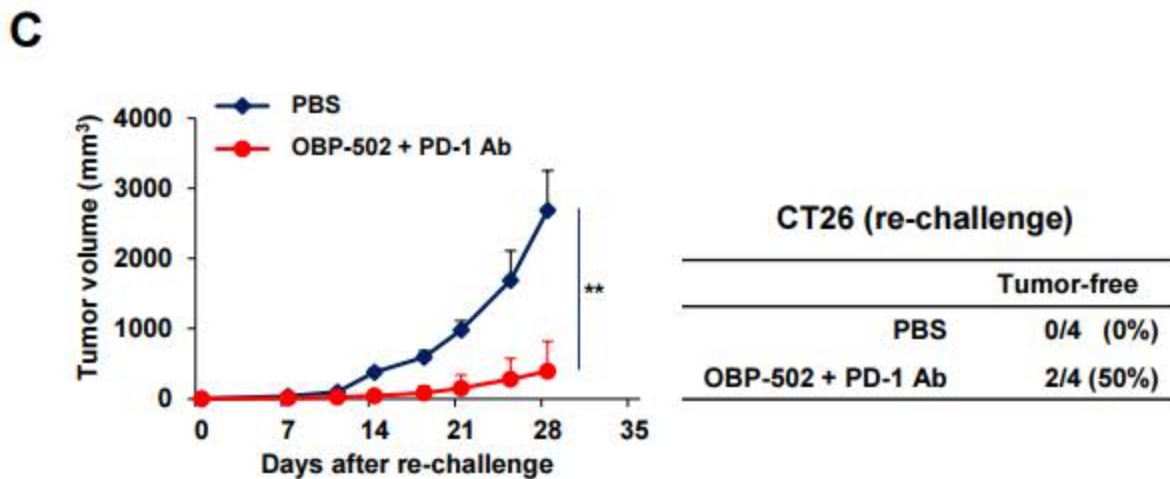 C
PBS
OBP-502 + PD-1 Ab
Tumor volume (mm³)
4000
3000
2000
1000
0
0 7 14 21 28 35
Days after re-challenge
**
CT26 (re-challenge)
Tumor-free
PBS 0/4 (0%)
OBP-502 + PD-1 Ab 2/4 (50%)